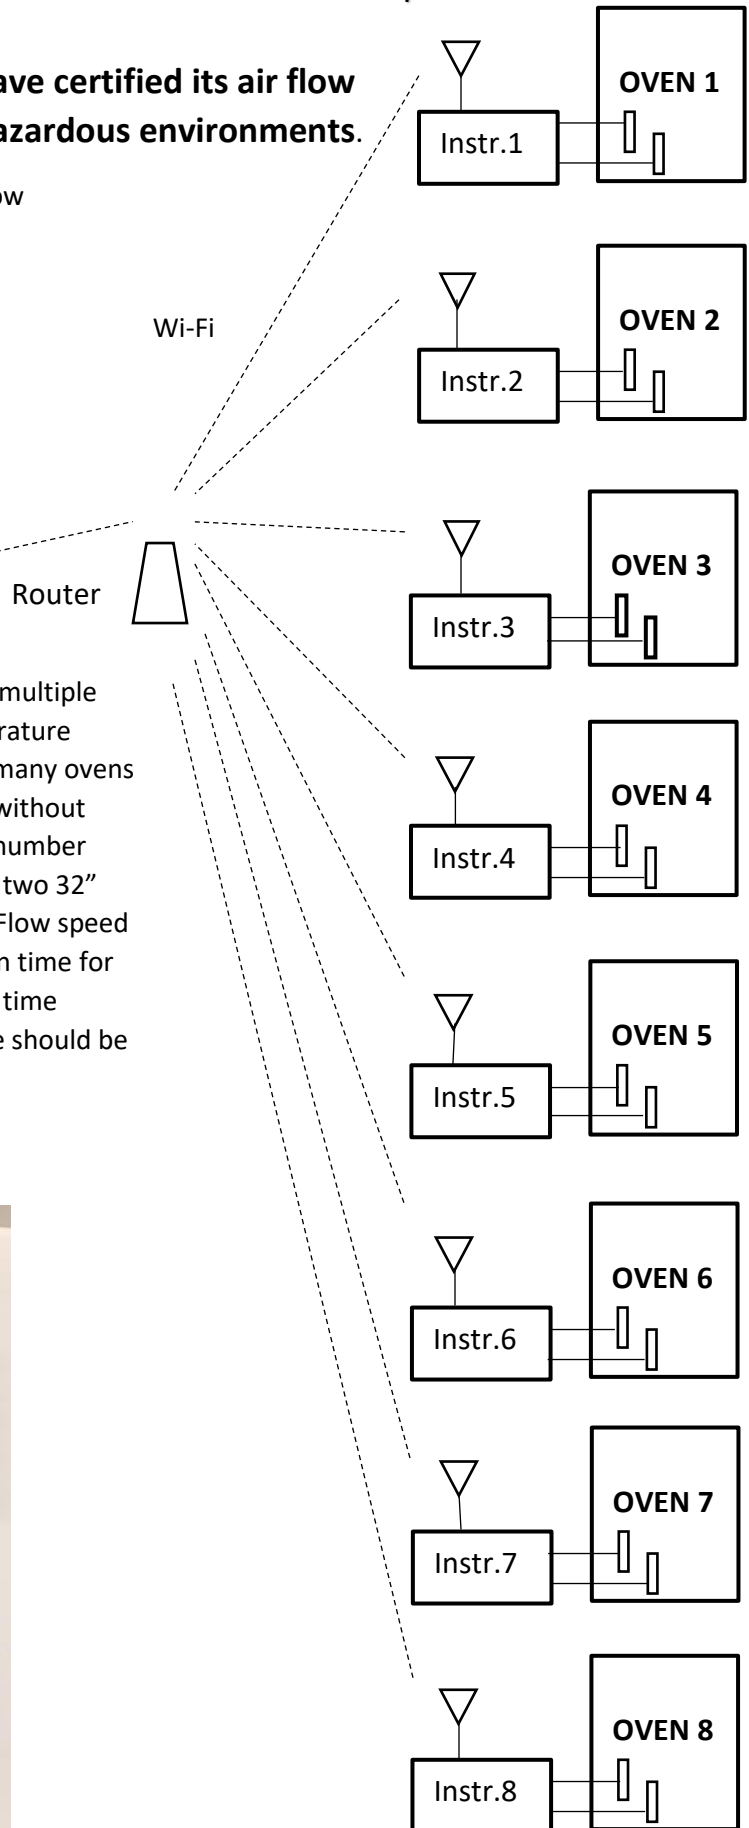 ave certified its air flow
azardous environments.
ow
Wi-Fi
Router
multiple
rature
many ovens
without
number
two 32”
Flow speed
n time for
time
e should be
OVEN 1
Instr.1
OVEN 2
Instr.2
OVEN 3
Instr.3
OVEN 4
Instr.4
OVEN 5
Instr.5
OVEN 6
Instr.6
OVEN 7
Instr.7
OVEN 8
Instr.8